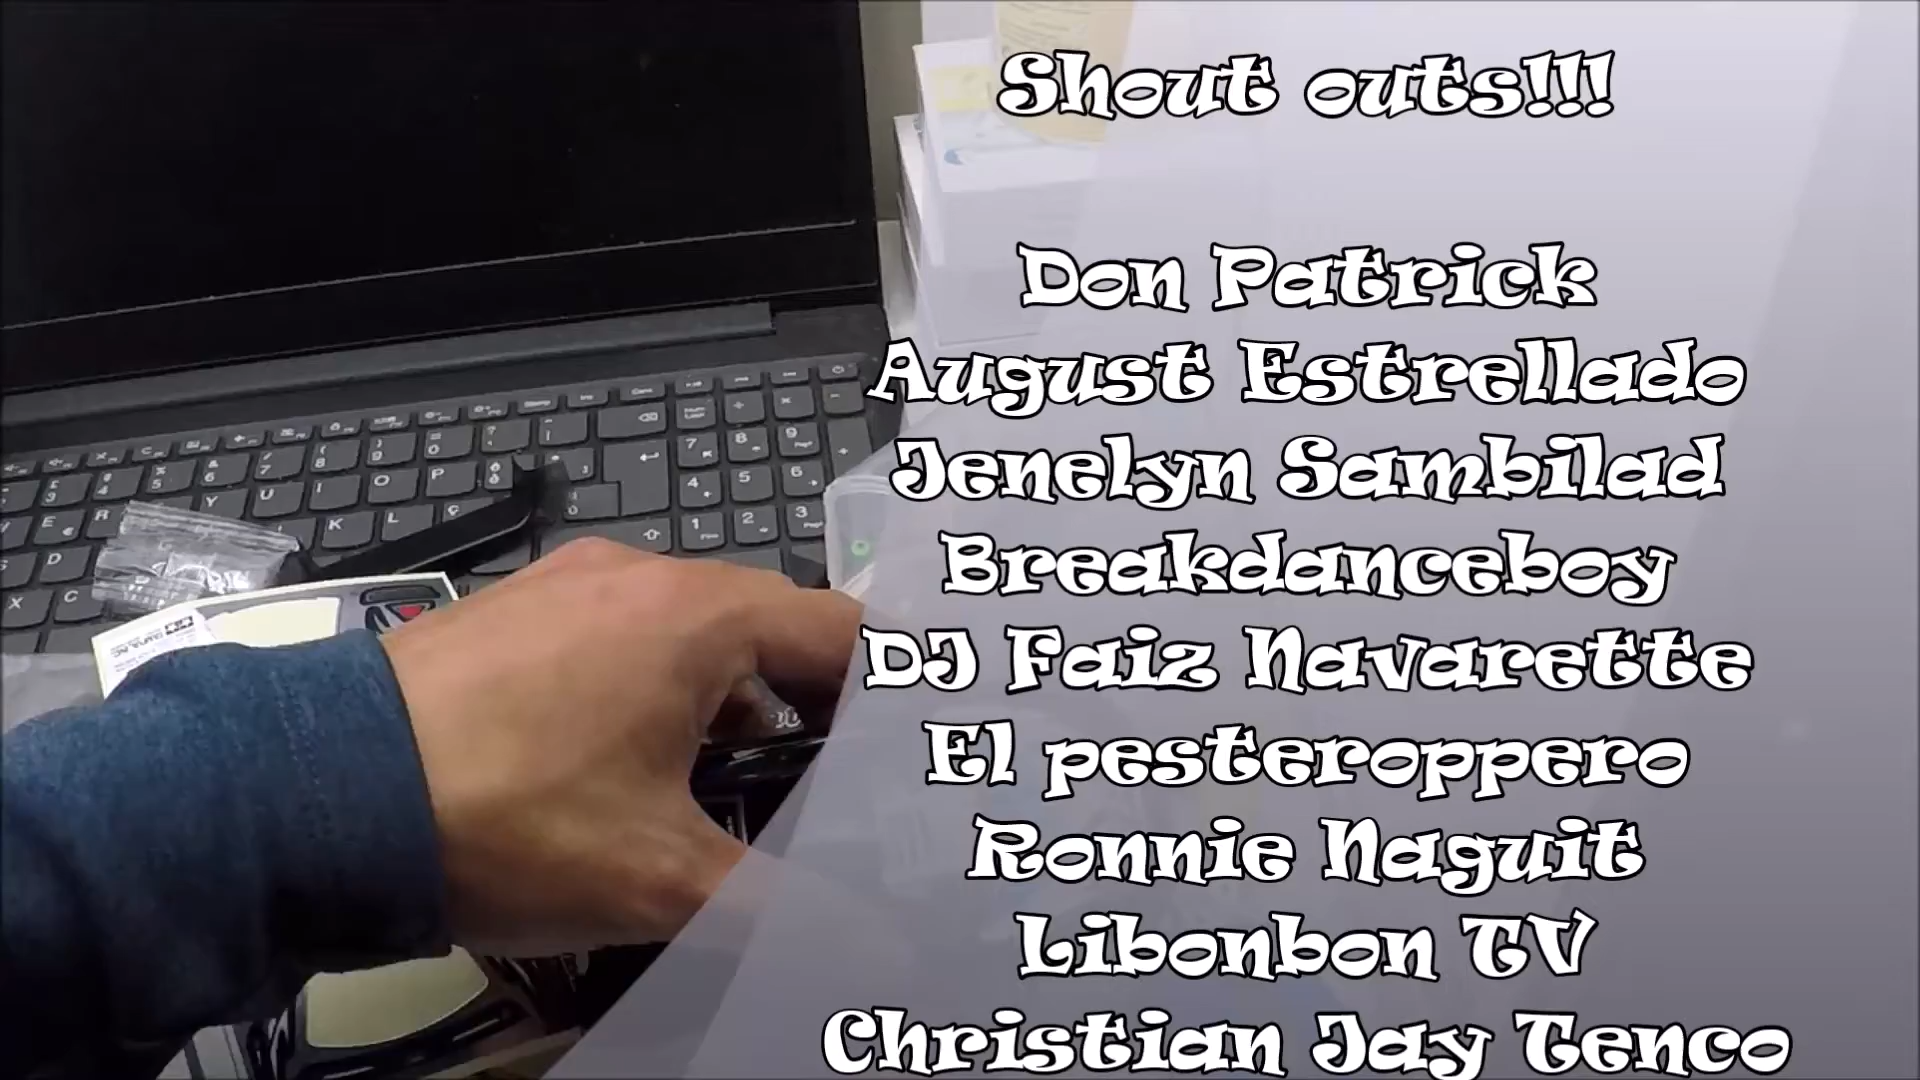 Shout outs!!!
Don Patrick
August Estrellado
Jenelyn Sambilad
Breakdanceboy
DJ Faiz Navarette
El pesteroppero
Ronnie Naguit
Libonbon TV
Christian Jay Tenco